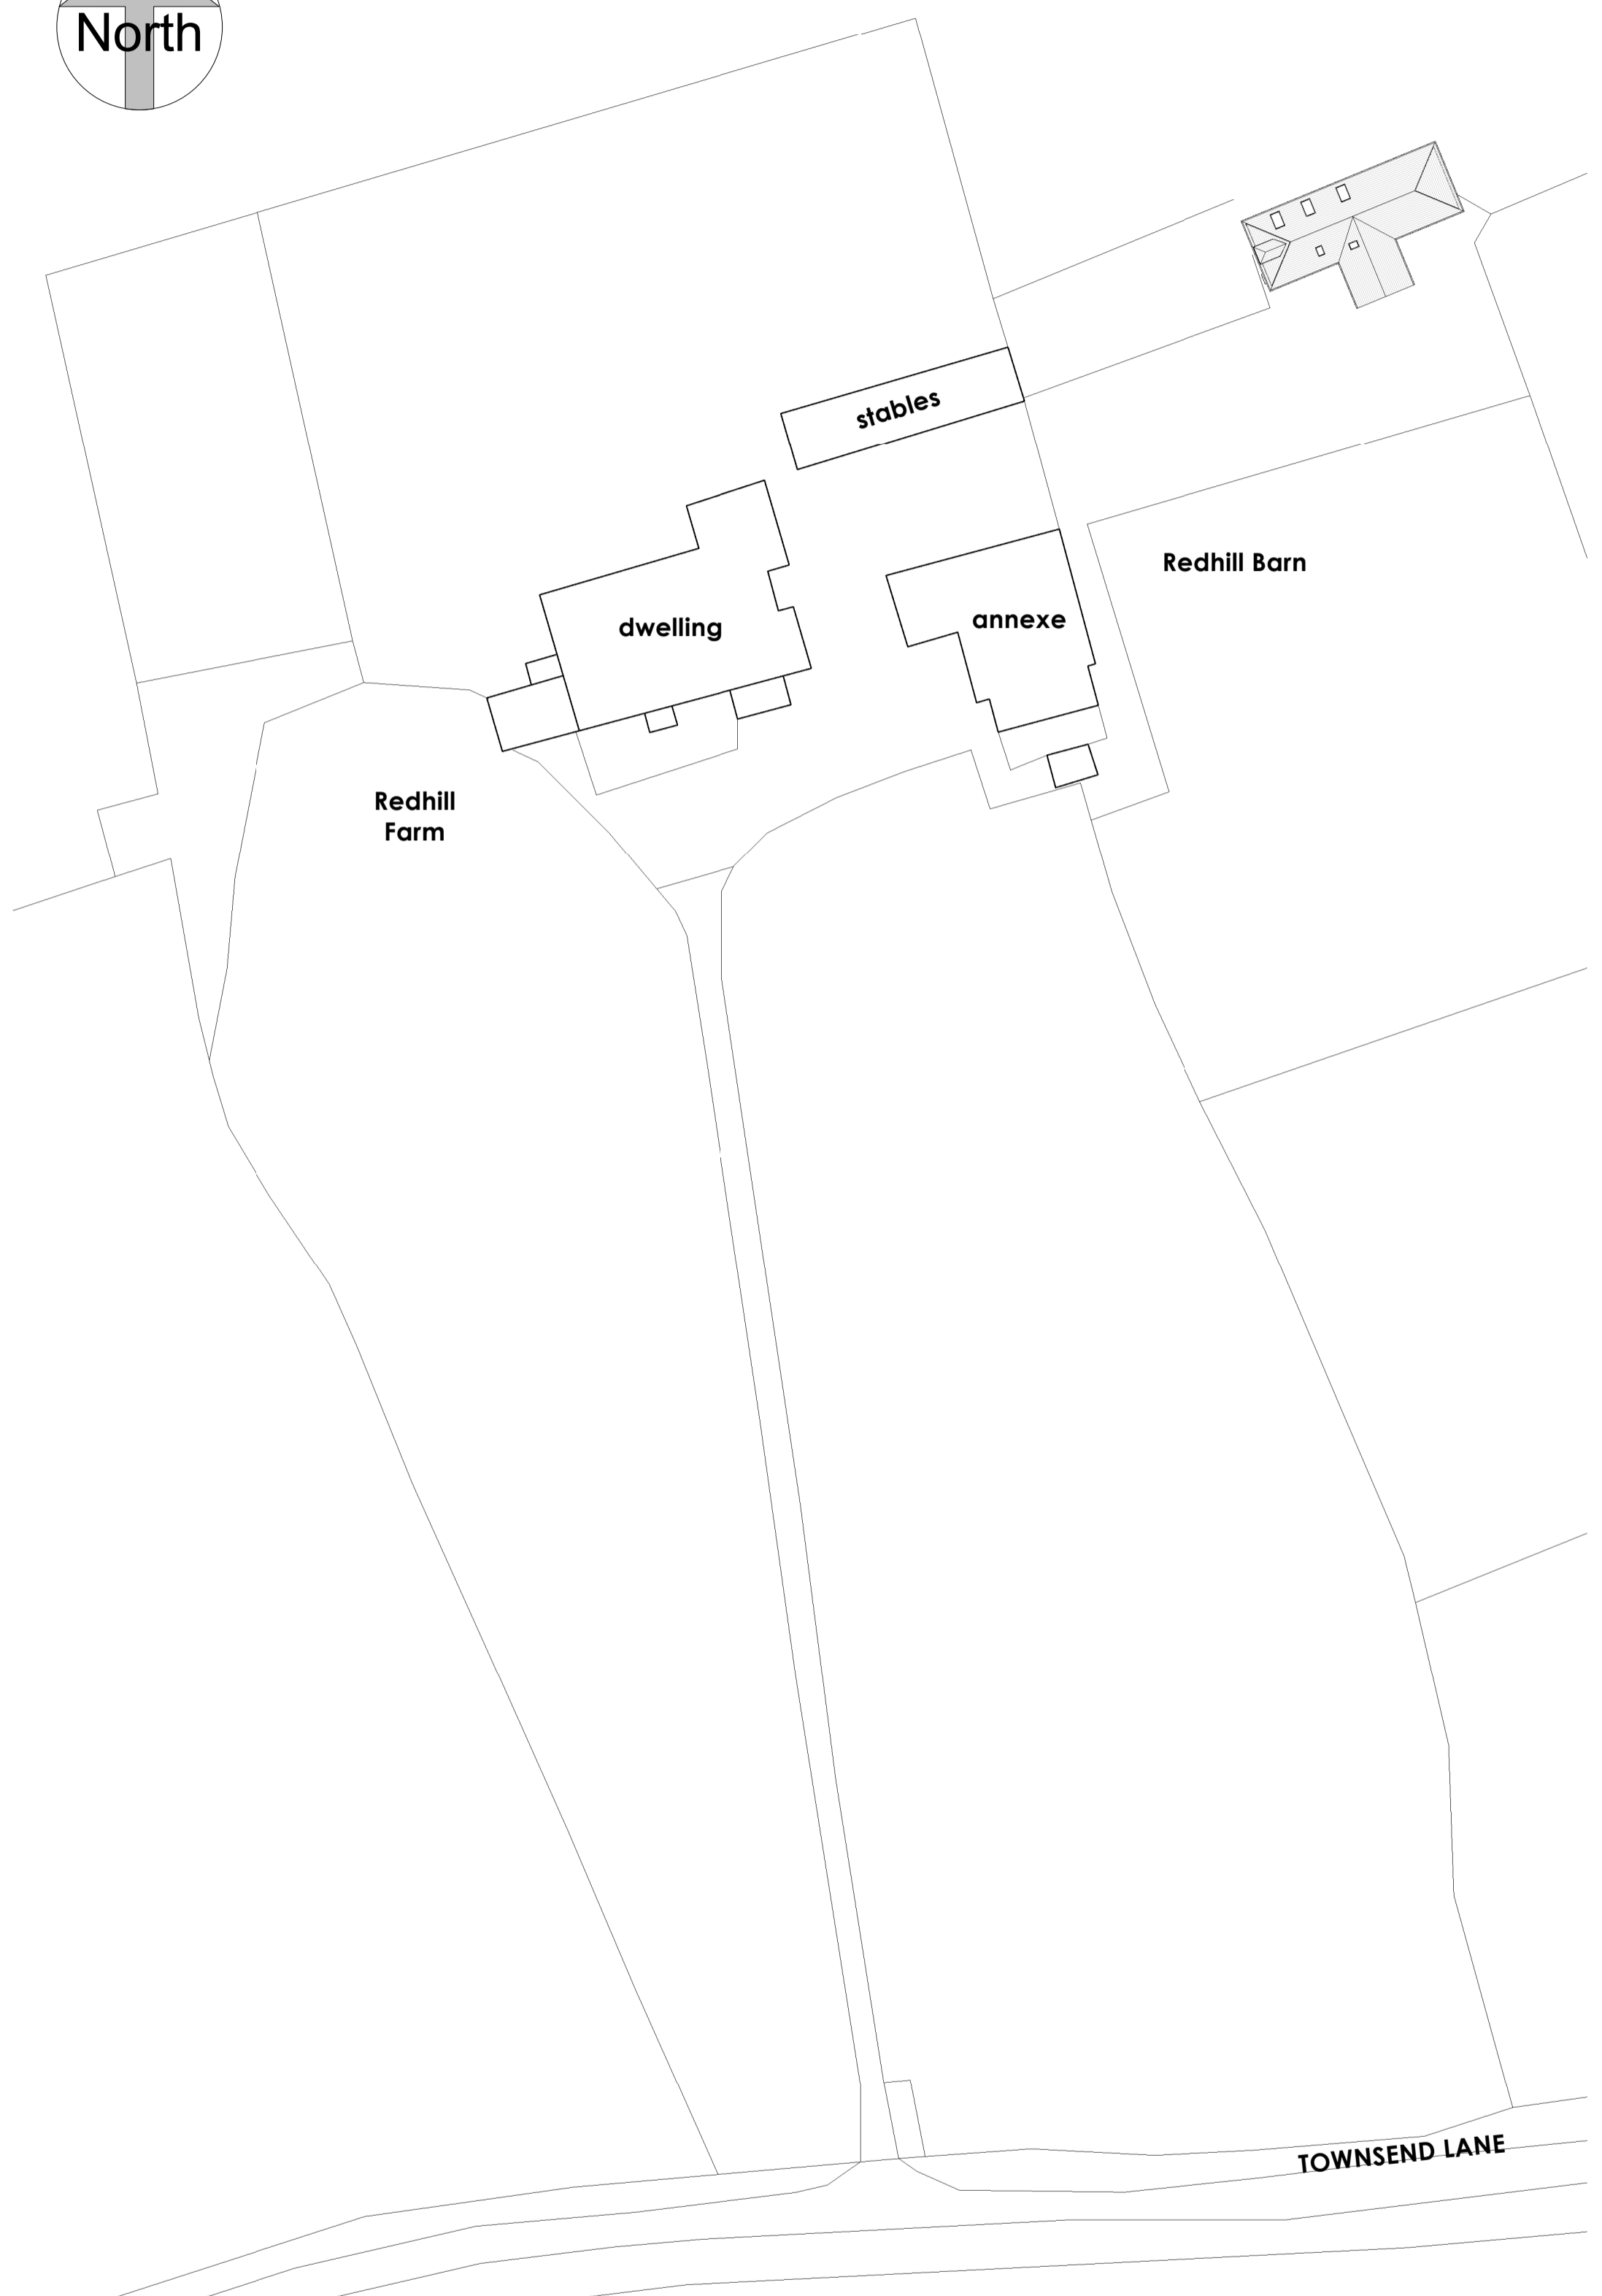 North
stables
Redhill Barn
annexe
dwelling
Redhill
Farm
TOWNSEND LANE